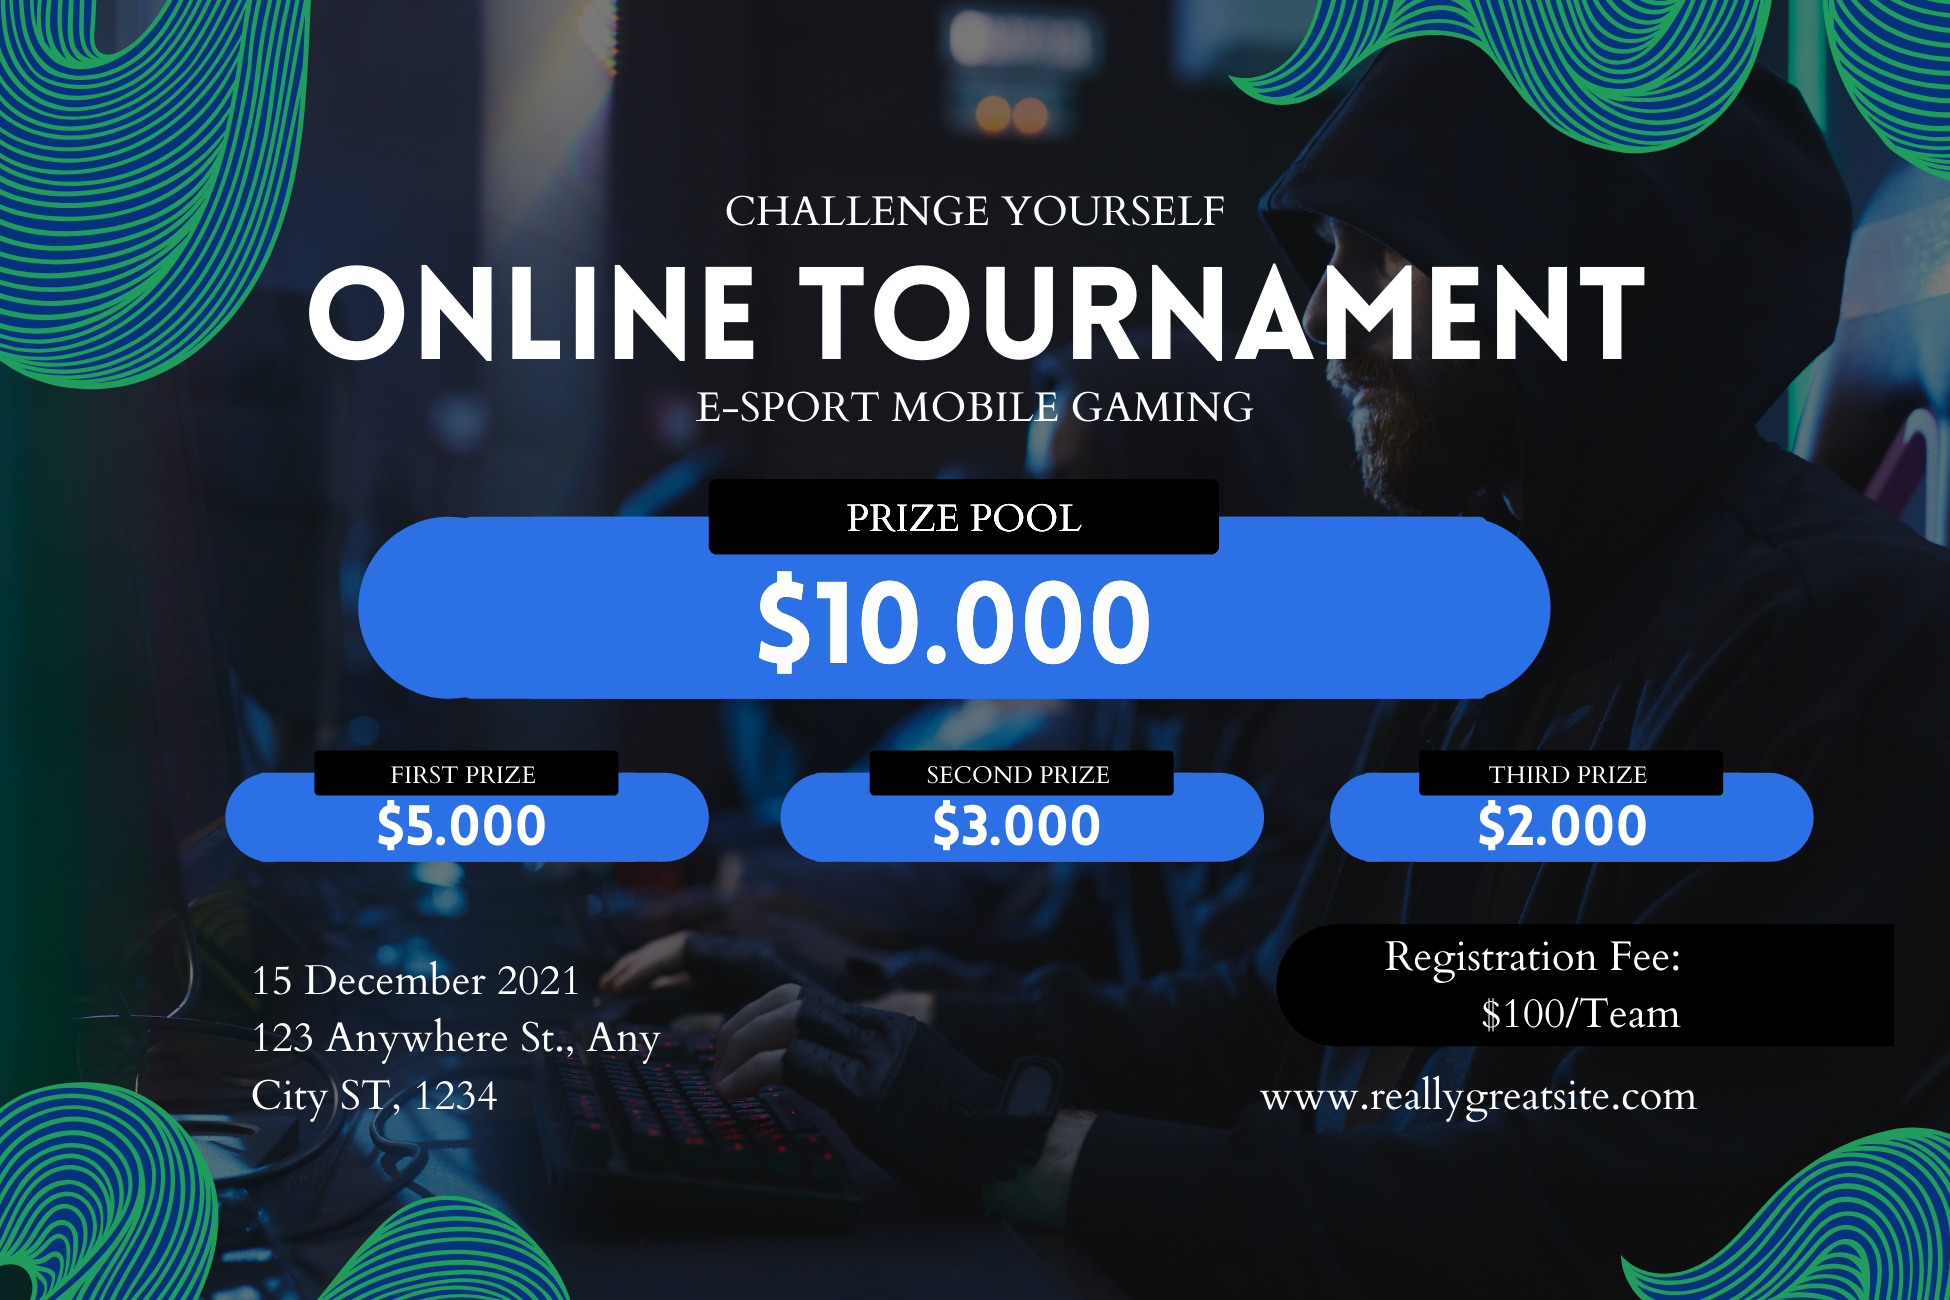 CHALLENGE YOURSELF
ONLINE TOURNAMENT
E-SPORT MOBILE GAMING
PRIZE POOL
$10.000
FIRST PRIZE
$5.000
SECOND PRIZE
$3.000
THIRD PRIZE
$2.000
15 December 2021
123 Anywhere St., Any
City ST, 1234
Registration Fee:
$100/Team
www.reallygreatsite.com